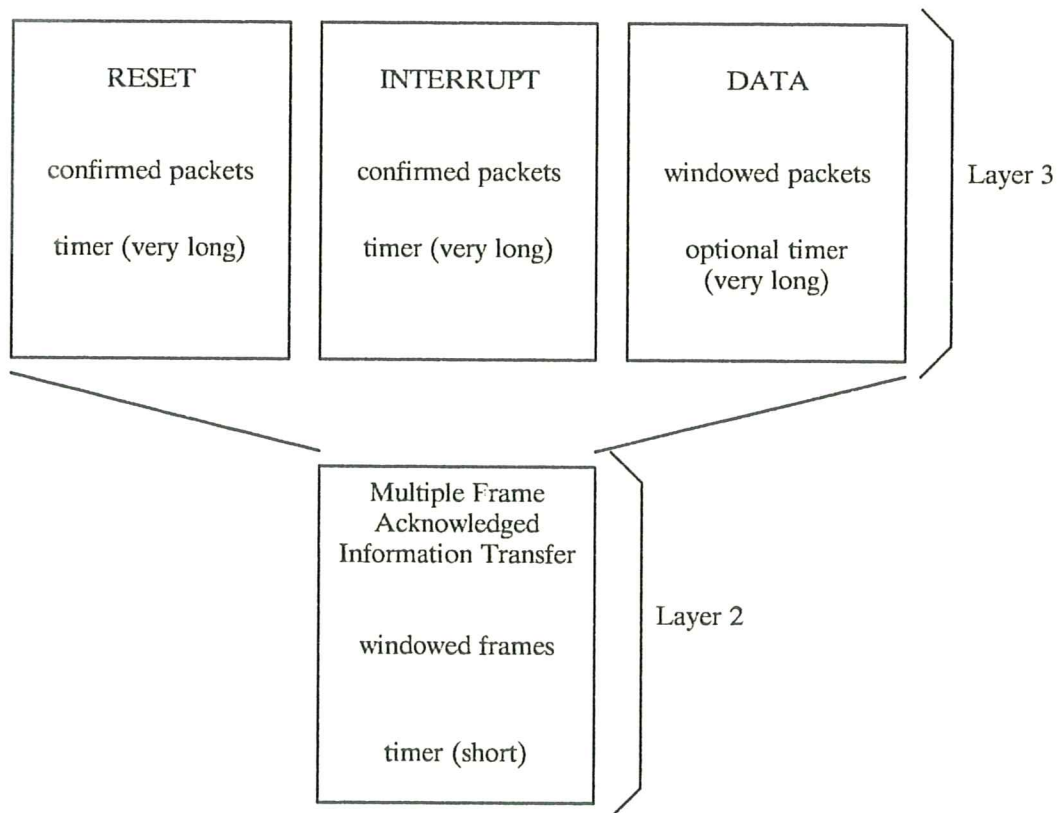 RESET
confirmed packets
timer (very long)
INTERRUPT
confirmed packets
timer (very long)
DATA
windowed packets
optional timer
(very long)
Layer 3
Multiple Frame
Acknowledged
Information Transfer
windowed frames
timer (short)
Layer 2